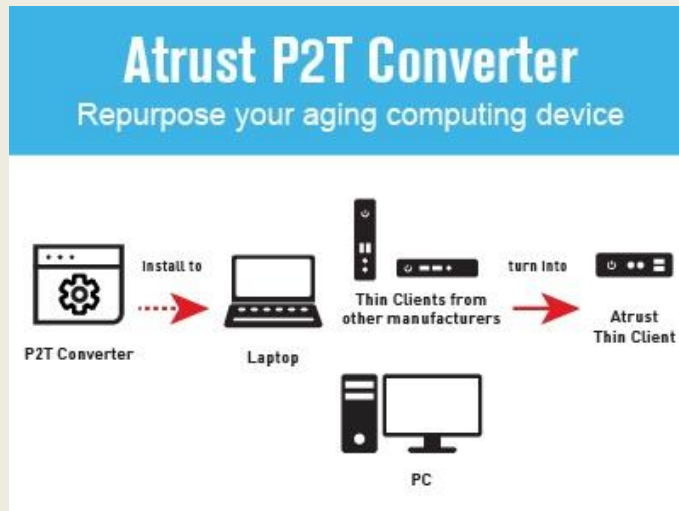 Atrust P2T Converter
Repurpose your aging computing device
Install to
turn into
P2T Converter
Laptop
Thin Clients from
other manufacturers
Atrust
Thin Client
PC